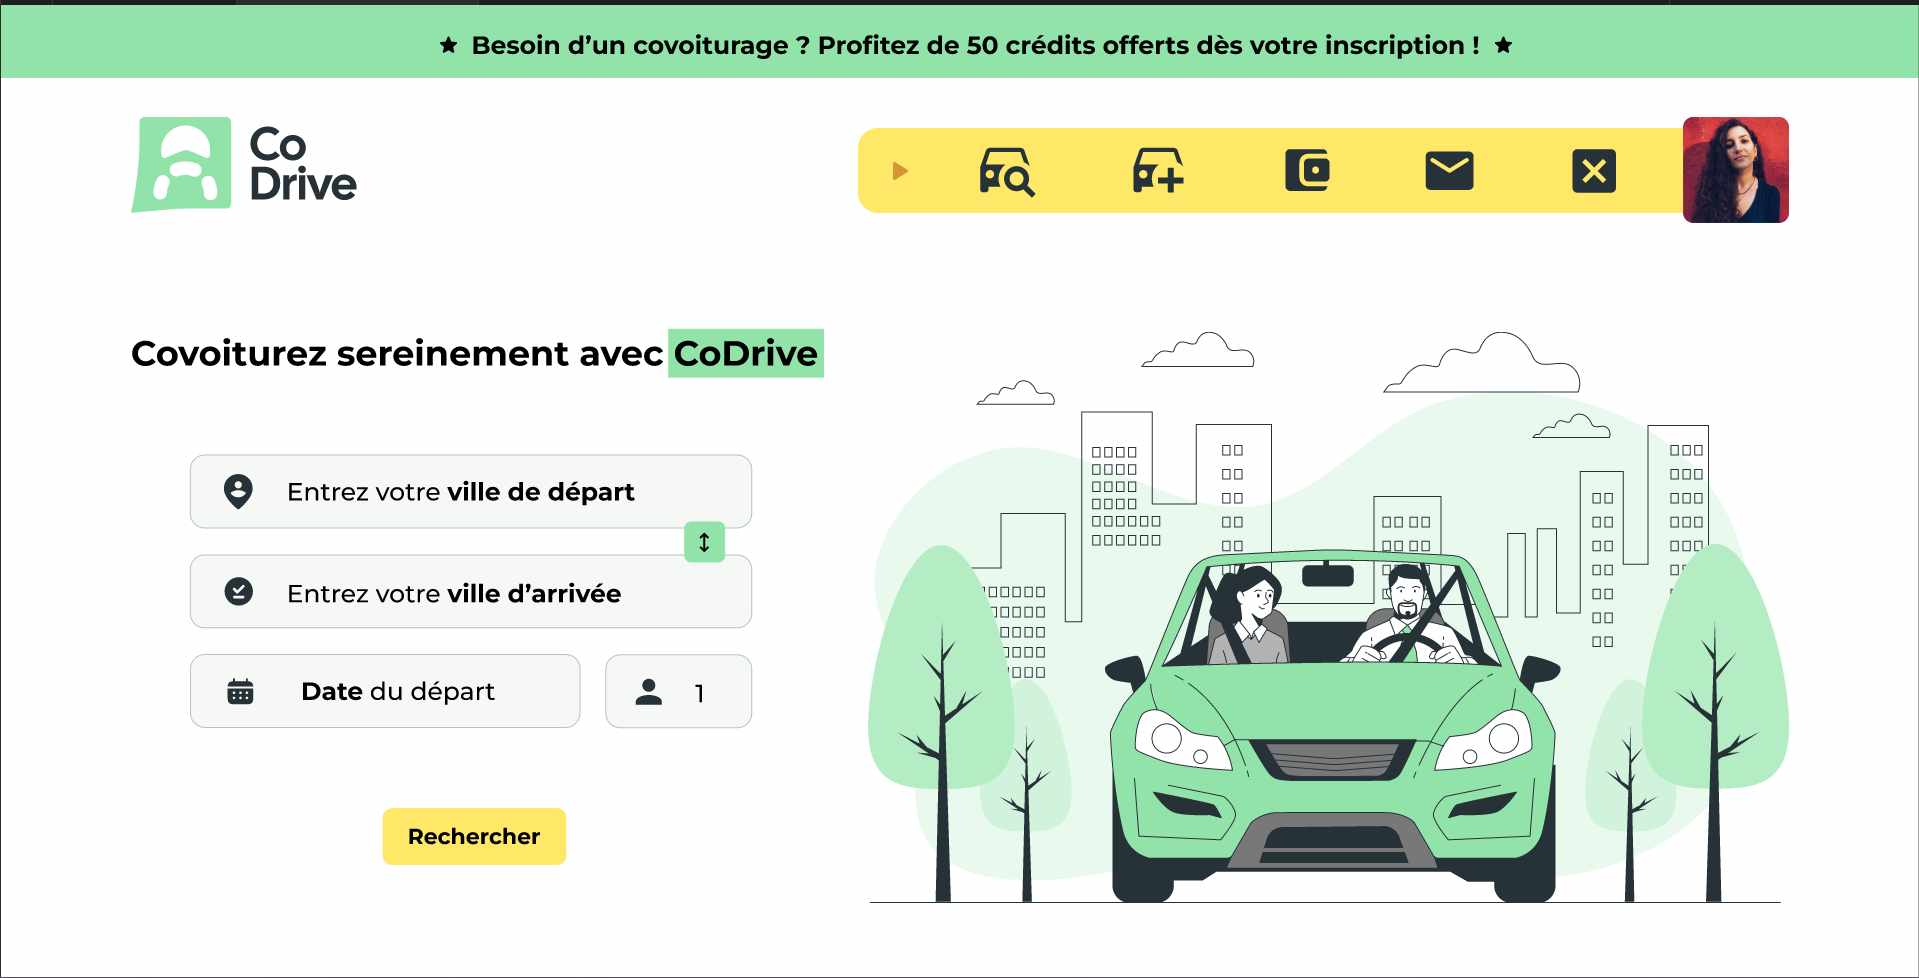 ★ Besoin d’un covoiturage ? Profitez de 50 crédits offerts dès votre inscription ! ★
Co
Drive
Covoiturez sereinement avec CoDrive
Entrez votre ville de départ
Entrez votre ville d’arrivée
Date du départ
1
Rechercher